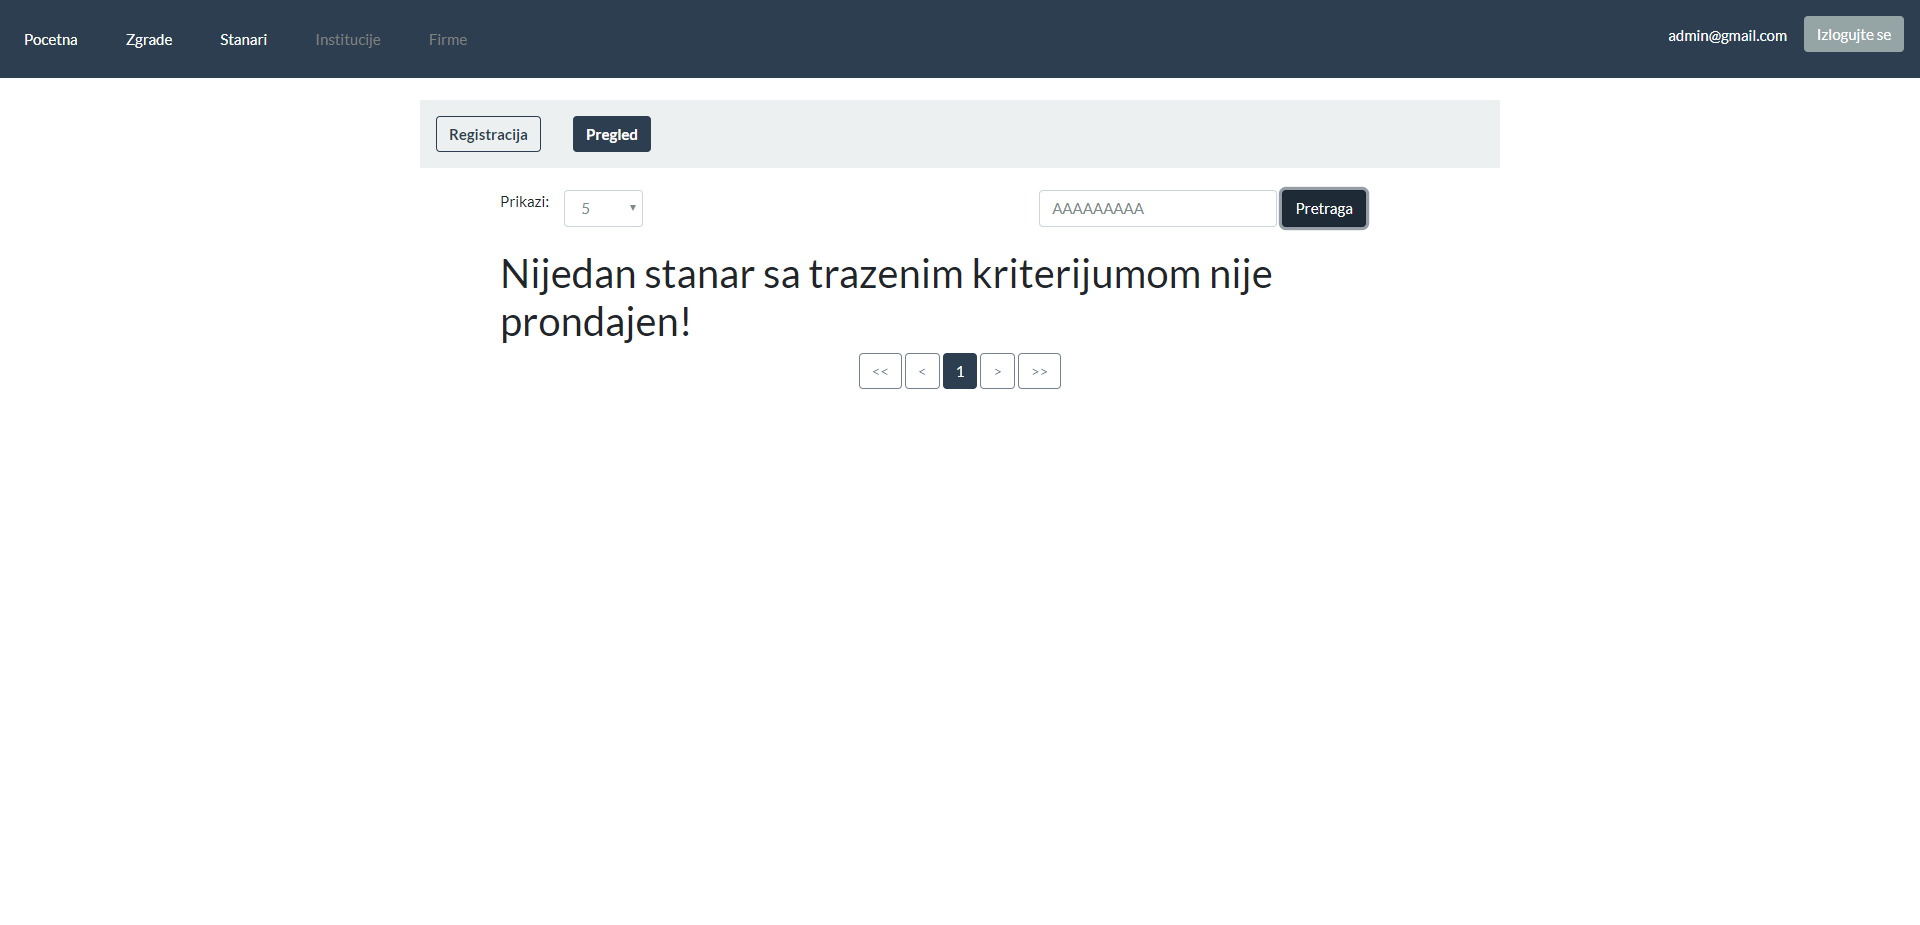 Pocetna Zgrade Stanari Institucije Firme admin@gmail.com Izlogujte se
Registracija Pregled
Prikazi: 5 AAAAAAAAA Pretraga
Nijedan stanar sa trazenim kriterijumom nije
prondajen!
<< < 1 > >>